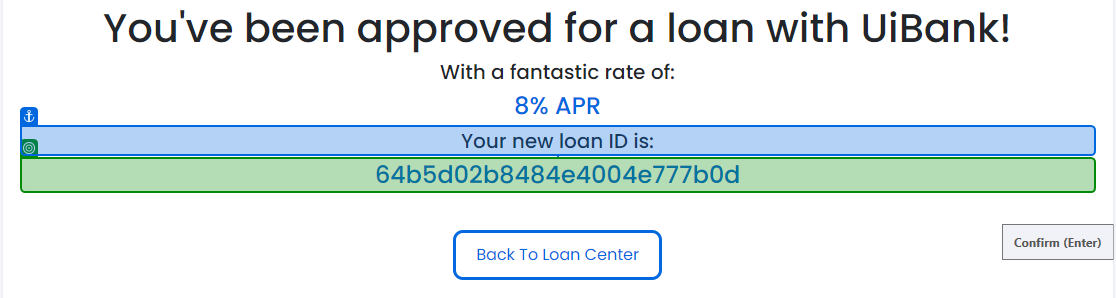 You've been approved for a loan with UiBank!
With a fantastic rate of:
8% APR
Your new loan ID is:
64b5d02b8484e4004e777b0d
Back To Loan Center
Confirm (Enter)